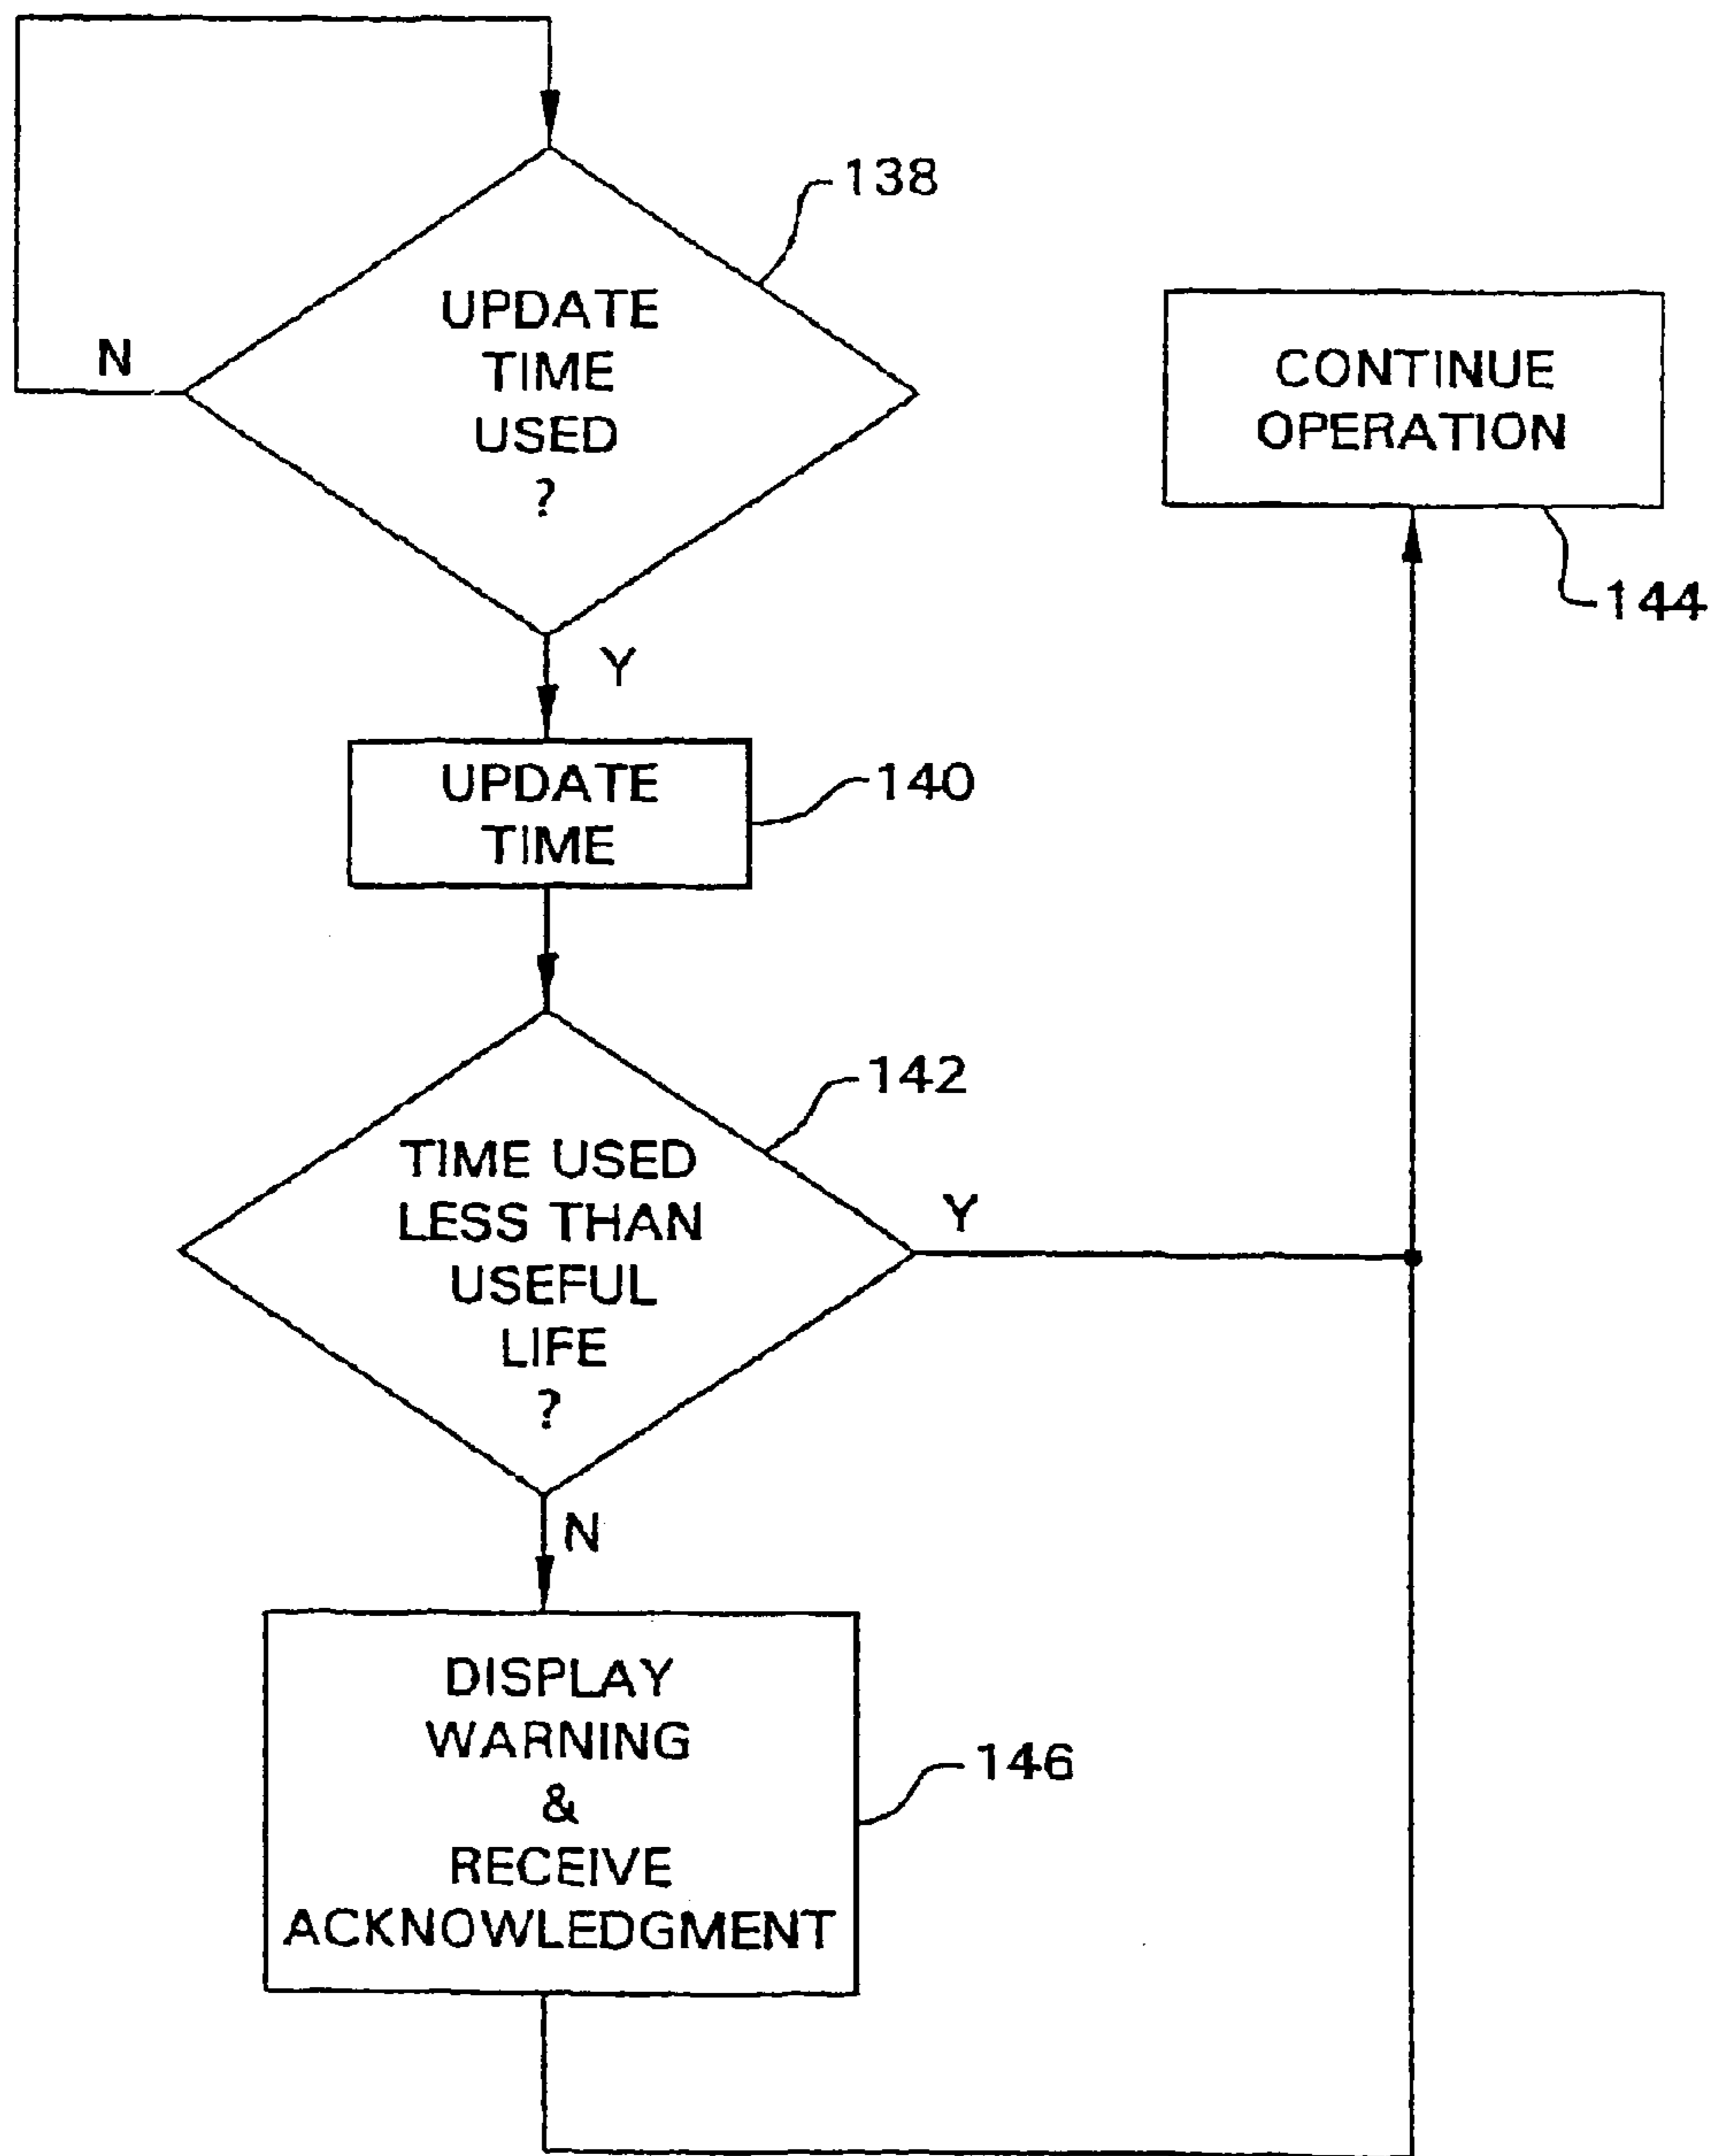 138
UPDATE
TIME
USED
?
N
Y
CONTINUE
OPERATION
144
UPDATE
TIME
140
142
TIME USED
LESS THAN
USEFUL
LIFE
?
Y
N
DISPLAY
WARNING
&
RECEIVE
ACKNOWLEDGMENT
146